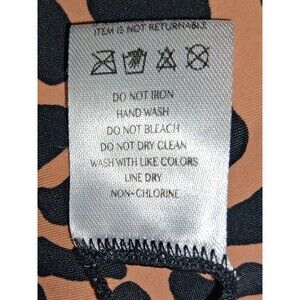 ITEM IS NOT RETURNABLE
DO NOT IRON
HAND WASH
DO NOT BLEACH
DO NOT DRY CLEAN
WASH WITH LIKE COLORS
LINE DRY
NON-CHLORINE